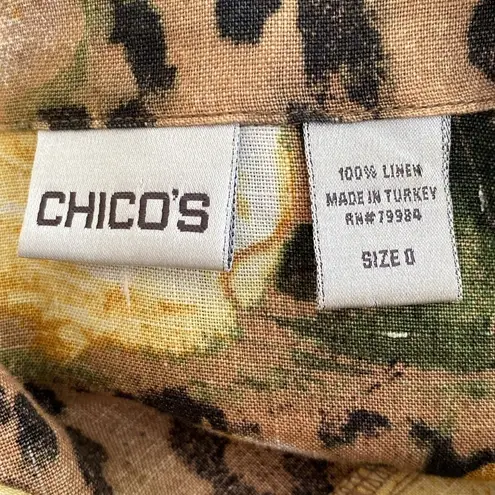 CHICO'S
100% LINEN
MADE IN TURKEY
RN#79984
SIZE 0